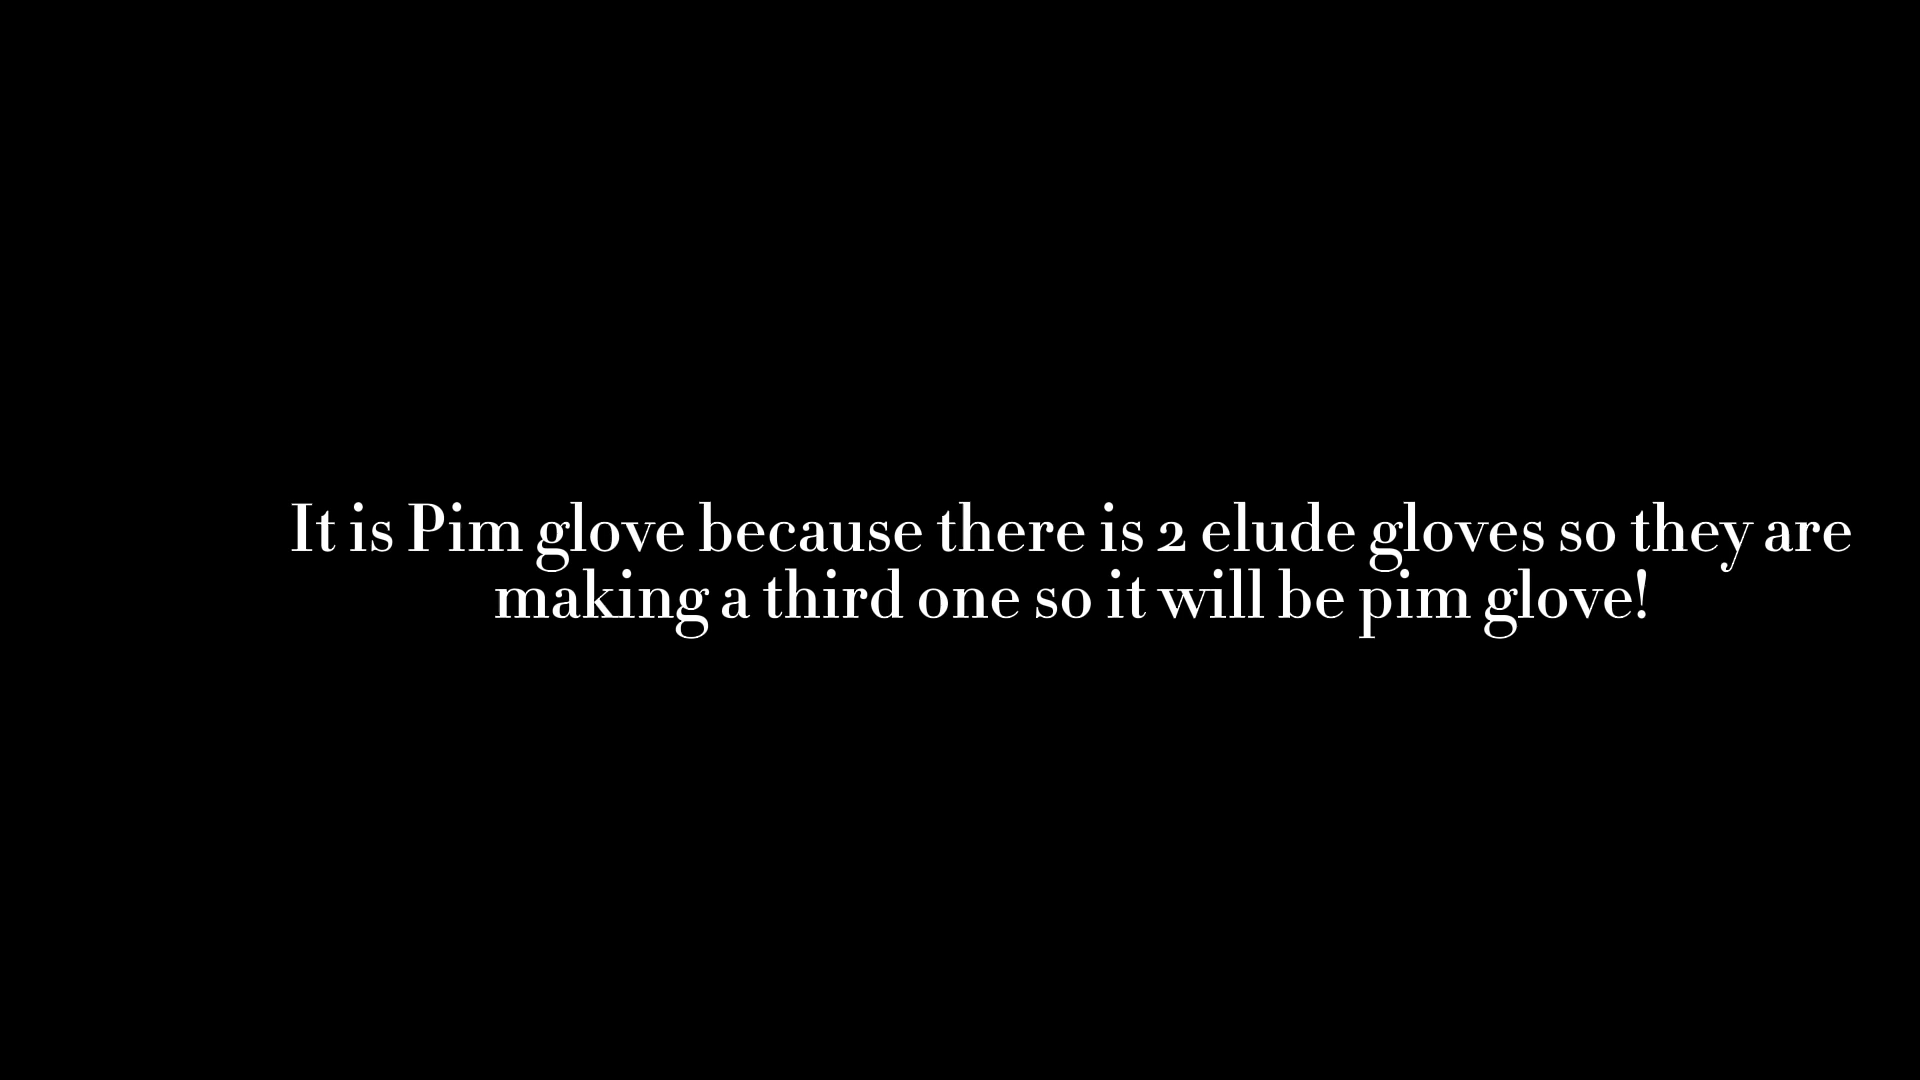 It is Pim glove because there is 2 elude gloves so they are
making a third one so it will be pim glove!